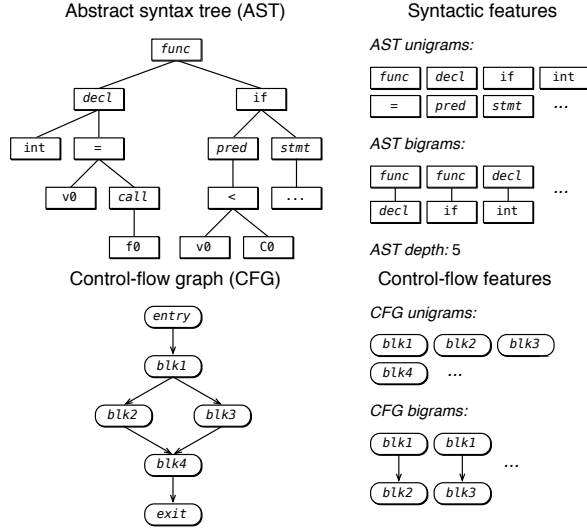 Abstract syntax tree (AST)
func
decl if
int = pred stmt
v0 call < ...
f0 v0 C0
Syntactic features
AST unigrams:
func decl if int
= pred stmt ...
AST bigrams:
func func decl ...
decl if int
AST depth: 5
Control-flow graph (CFG)
entry
blk1
blk2 blk3
blk4
exit
Control-flow features
CFG unigrams:
blk1 blk2 blk3
blk4 ...
CFG bigrams:
blk1 blk1 ...
blk2 blk3